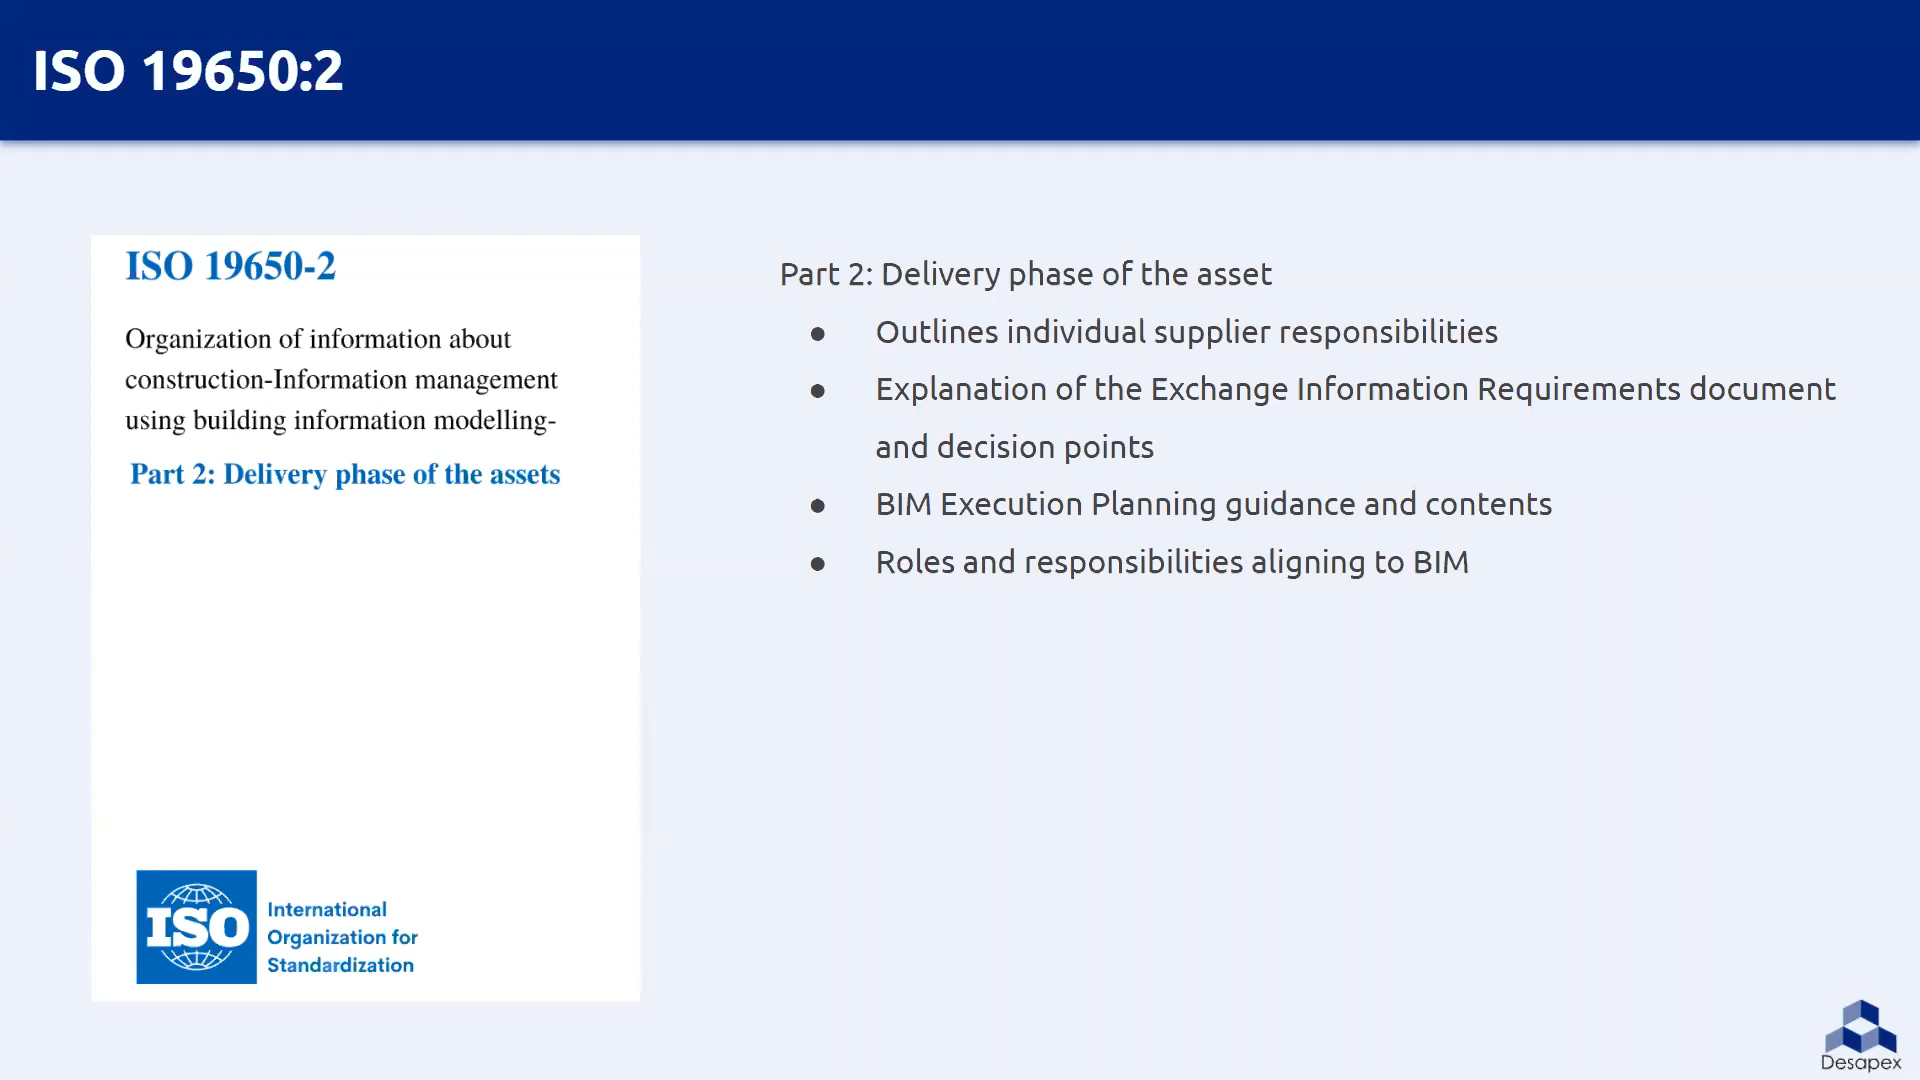 ISO 19650:2
ISO 19650-2
Organization of information about
construction-Information management
using building information modelling-
Part 2: Delivery phase of the assets
ISO
International
Organization for
Standardization
Part 2: Delivery phase of the asset
● Outlines individual supplier responsibilities
● Explanation of the Exchange Information Requirements document
and decision points
● BIM Execution Planning guidance and contents
● Roles and responsibilities aligning to BIM
Desapex